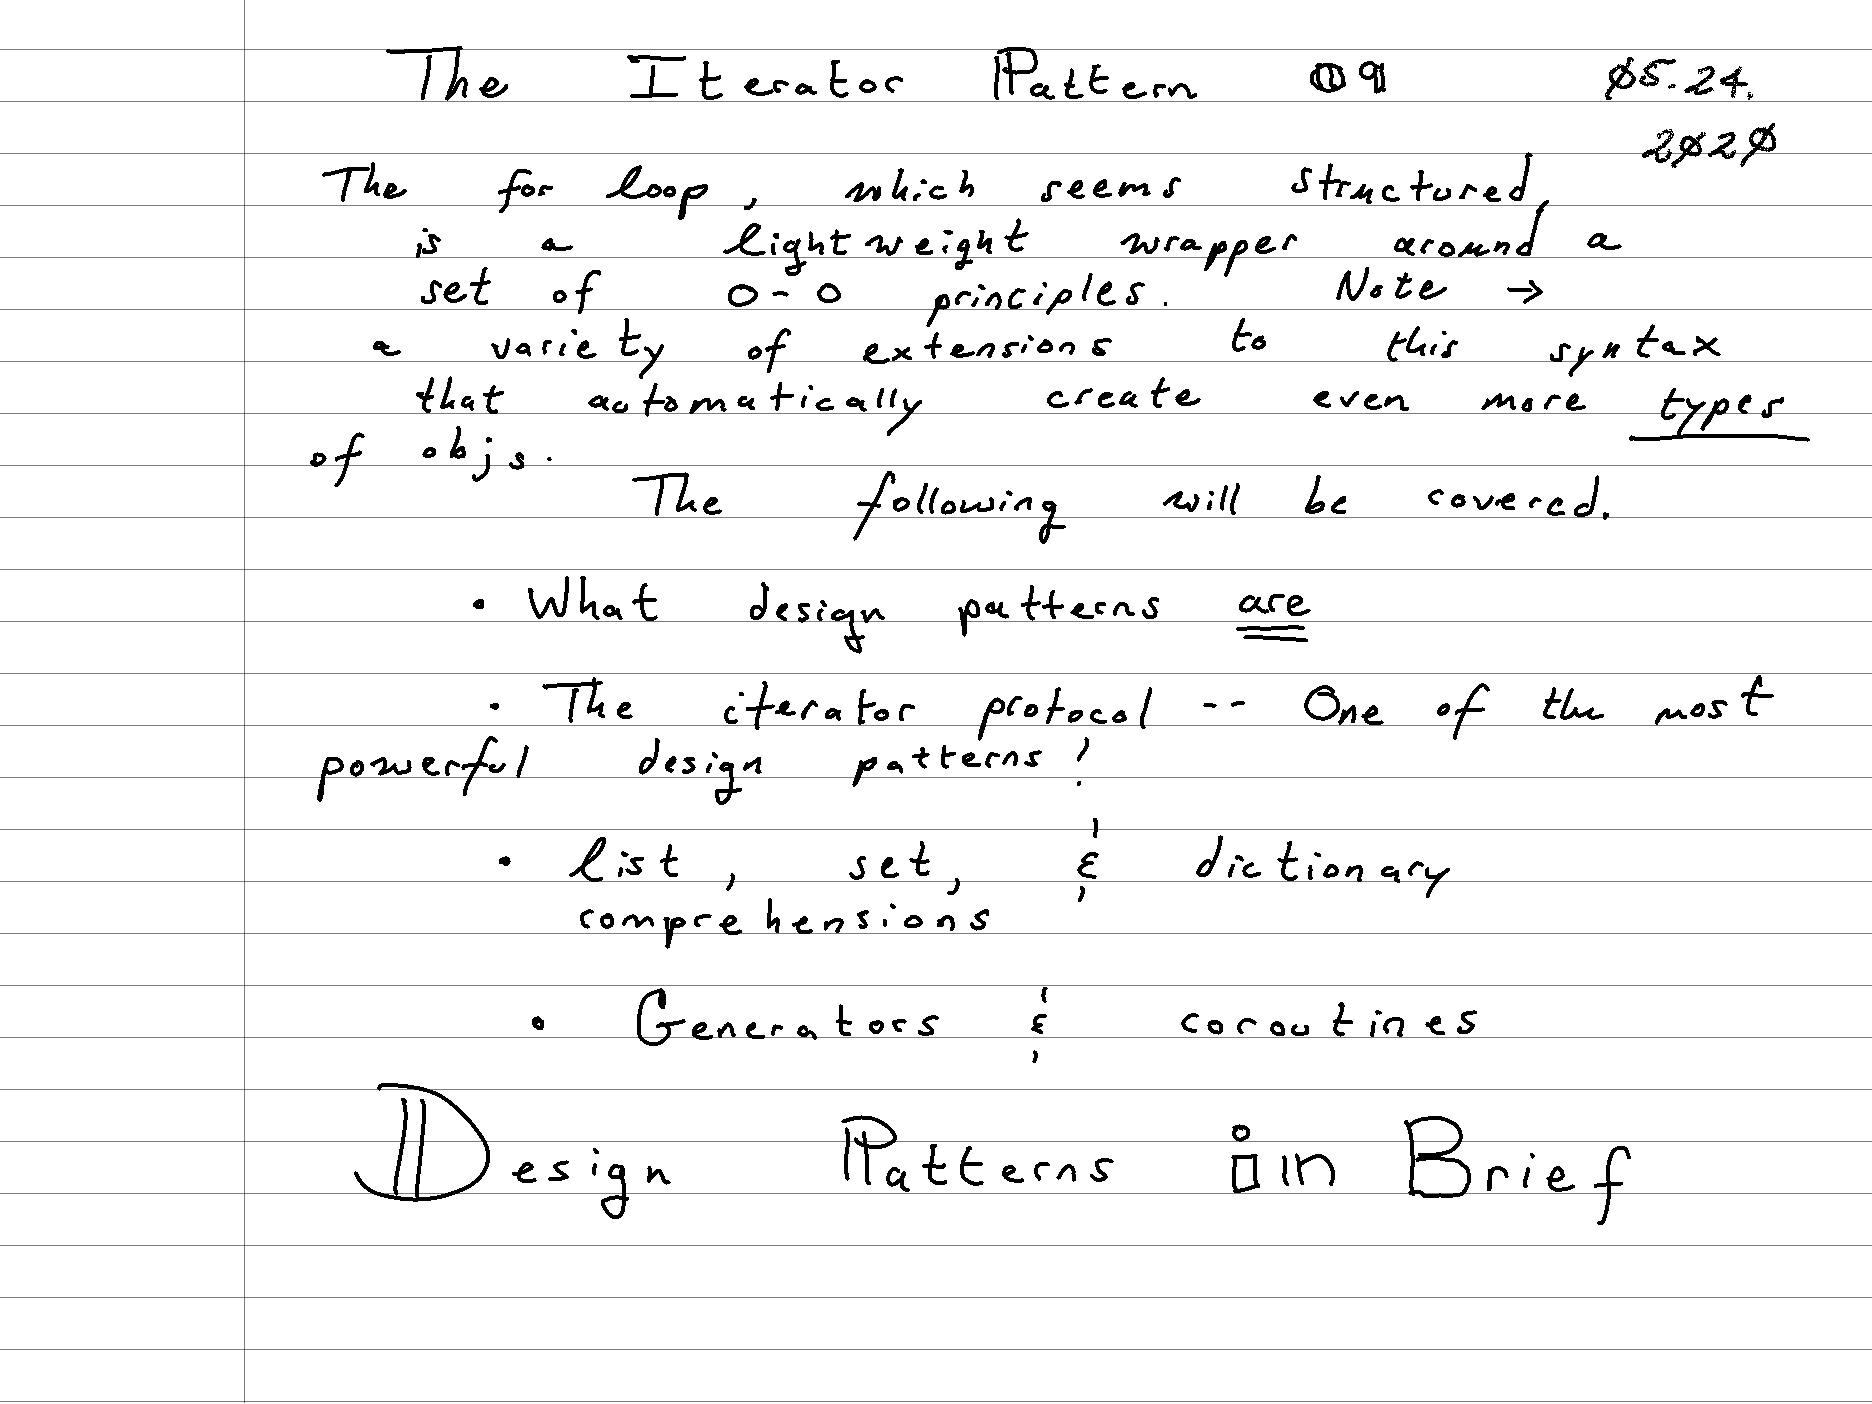 The Iterator Pattern 09 05.24.
2020
The for loop, which seems structured,
is a lightweight wrapper around a
set of o-o principles. Note →
a variety of extensions to this syntax
that automatically create even more types
of objs.
The following will be covered.
• What design patterns are
• The iterator protocol -- One of the most
powerful design patterns!
• list, set, & dictionary
comprehensions
• Generators & coroutines
Design Patterns in Brief